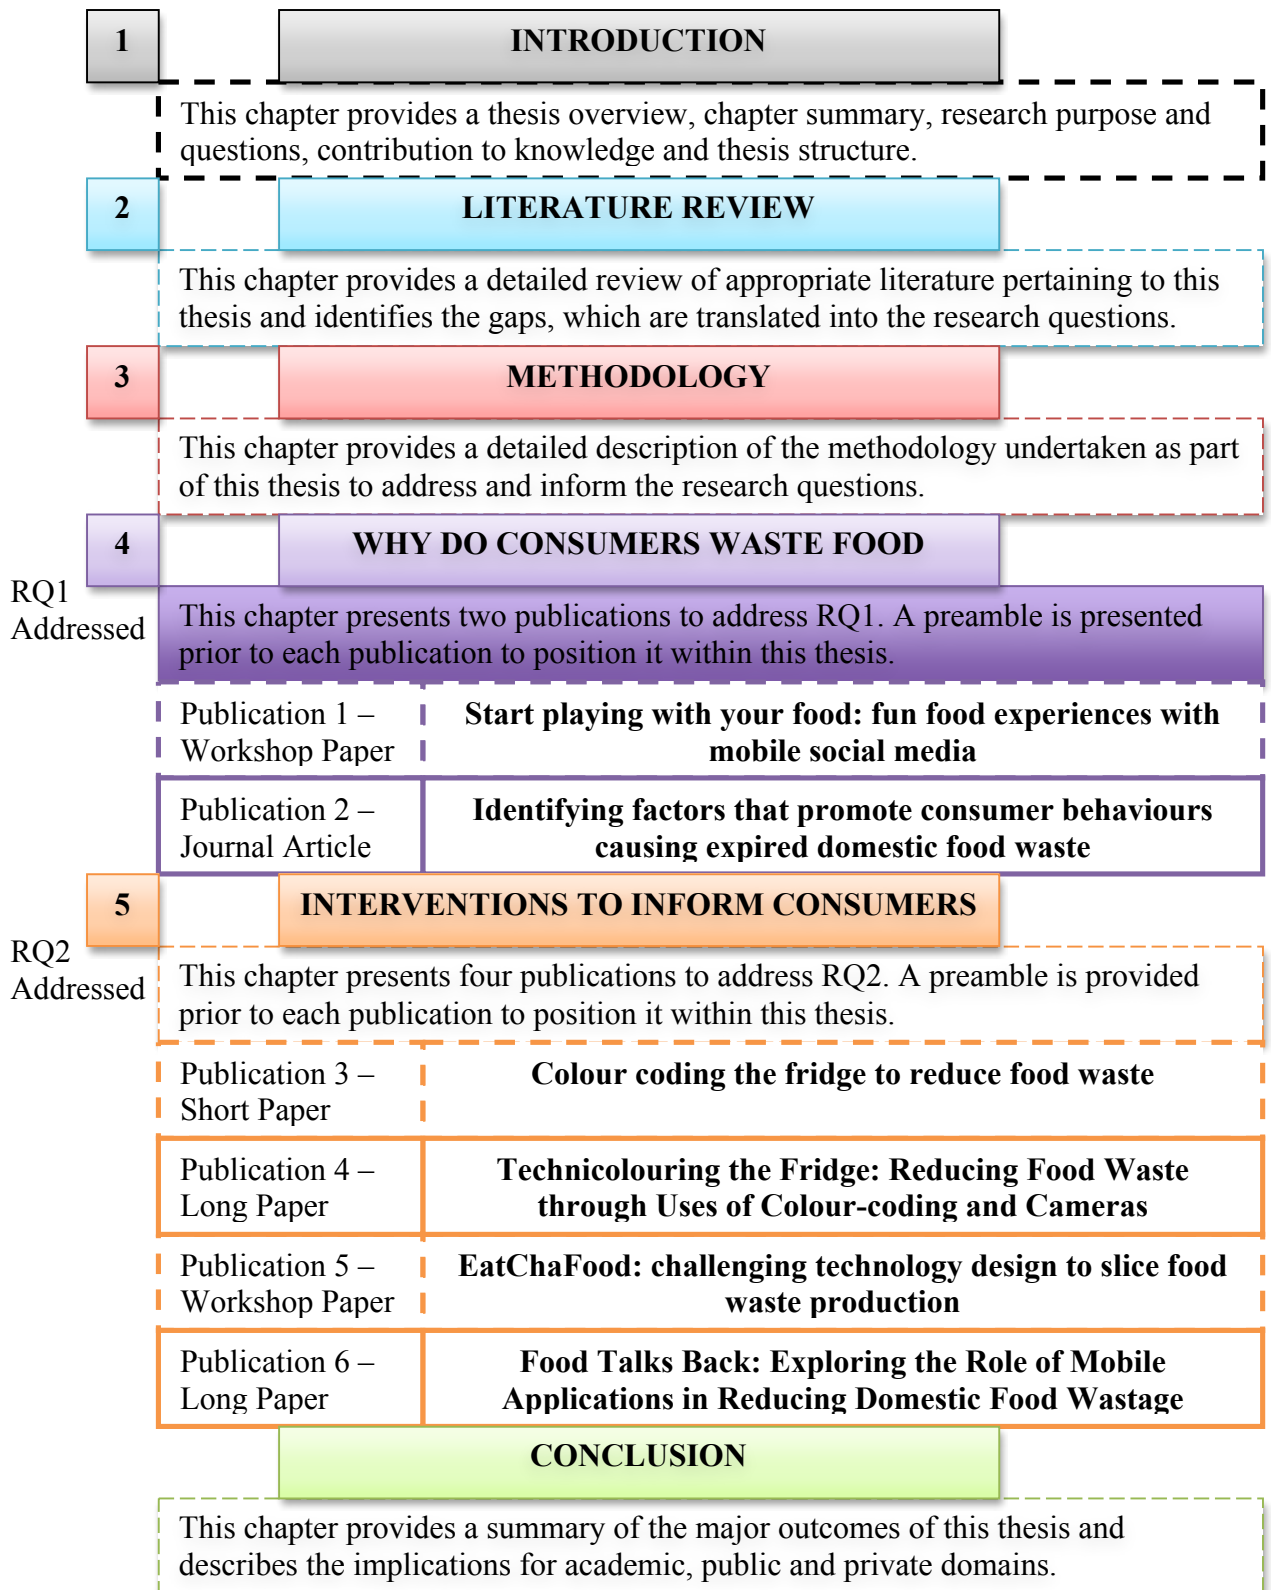 1
INTRODUCTION
This chapter provides a thesis overview, chapter summary, research purpose and
questions, contribution to knowledge and thesis structure.
2
LITERATURE REVIEW
This chapter provides a detailed review of appropriate literature pertaining to this
thesis and identifies the gaps, which are translated into the research questions.
3
METHODOLOGY
This chapter provides a detailed description of the methodology undertaken as part
of this thesis to address and inform the research questions.
4
WHY DO CONSUMERS WASTE FOOD
RQ1
Addressed
This chapter presents two publications to address RQ1. A preamble is presented
prior to each publication to position it within this thesis.
Publication 1 –
Workshop Paper
Start playing with your food: fun food experiences with
mobile social media
Publication 2 –
Journal Article
Identifying factors that promote consumer behaviours
causing expired domestic food waste
5
INTERVENTIONS TO INFORM CONSUMERS
RQ2
Addressed
This chapter presents four publications to address RQ2. A preamble is provided
prior to each publication to position it within this thesis.
Publication 3 –
Short Paper
Colour coding the fridge to reduce food waste
Publication 4 –
Long Paper
Technicolouring the Fridge: Reducing Food Waste
through Uses of Colour-coding and Cameras
Publication 5 –
Workshop Paper
EatChaFood: challenging technology design to slice food
waste production
Publication 6 –
Long Paper
Food Talks Back: Exploring the Role of Mobile
Applications in Reducing Domestic Food Wastage
CONCLUSION
This chapter provides a summary of the major outcomes of this thesis and
describes the implications for academic, public and private domains.